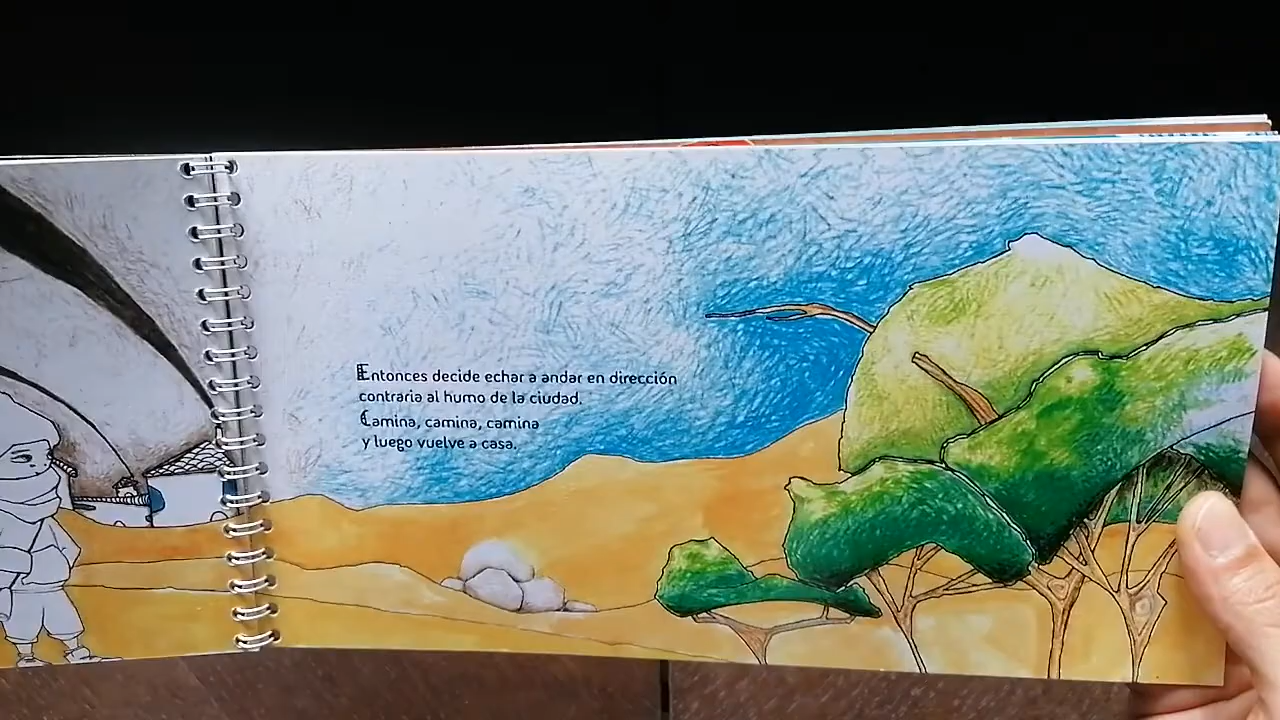 Entonces decide echar a andar en dirección
contraria al humo de la ciudad.
Camina, camina, camina
y luego vuelve a casa.